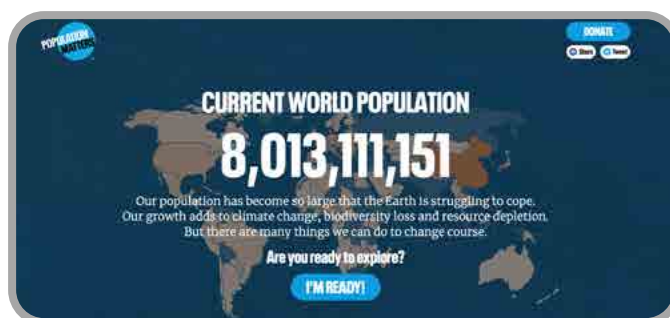 POPULATION
MATTERS
DONATE
Share
Tweet
CURRENT WORLD POPULATION
8,013,111,151
Our population has become so large that the Earth is struggling to cope.
Our growth adds to climate change, biodiversity loss and resource depletion.
But there are many things we can do to change course.
Are you ready to explore?
I'M READY!